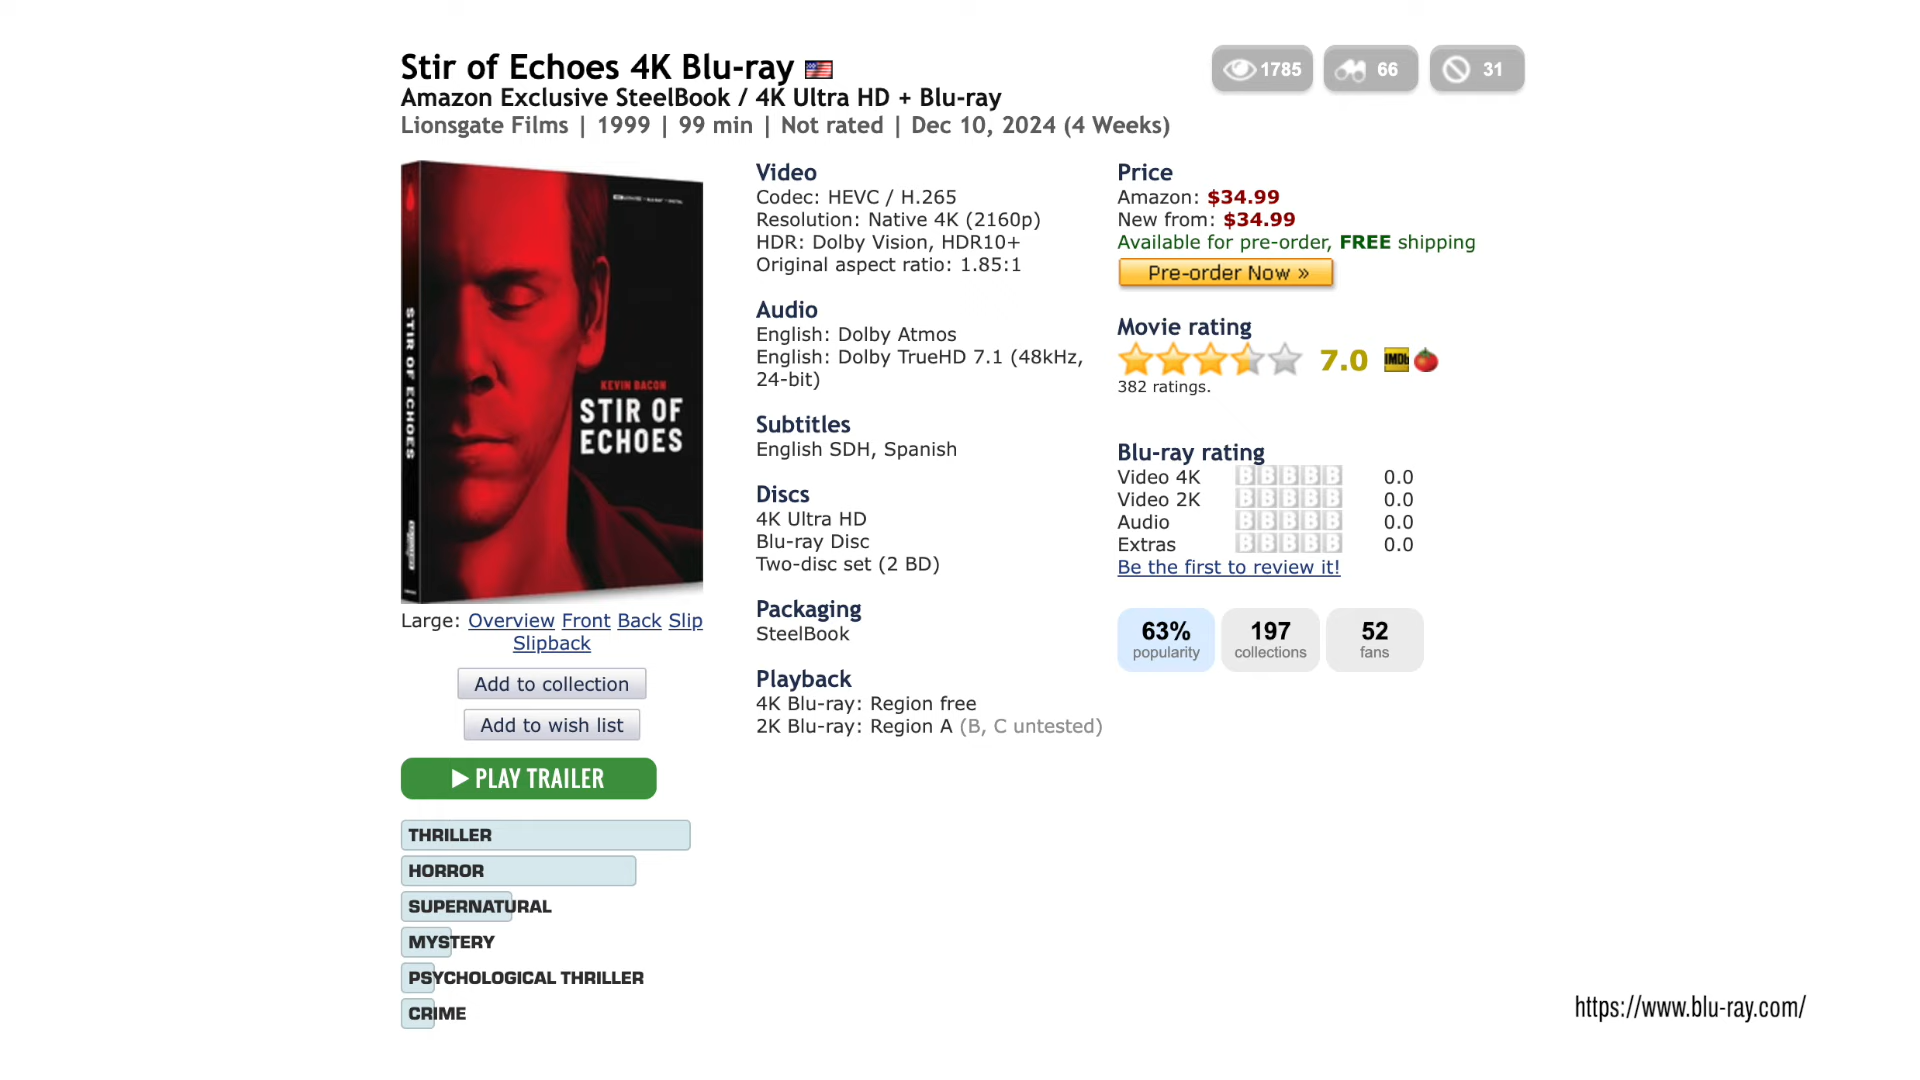 Stir of Echoes 4K Blu-ray
Amazon Exclusive SteelBook / 4K Ultra HD + Blu-ray
Lionsgate Films | 1999 | 99 min | Not rated | Dec 10, 2024 (4 Weeks)
1785
66
31
STIR OF ECHOES
KEVIN BACON
STIR OF
ECHOES
Large: Overview Front Back Slip
Slipback
Add to collection
Add to wish list
PLAY TRAILER
THRILLER
HORROR
SUPERNATURAL
MYSTERY
PSYCHOLOGICAL THRILLER
CRIME
Video
Codec: HEVC / H.265
Resolution: Native 4K (2160p)
HDR: Dolby Vision, HDR10+
Original aspect ratio: 1.85:1
Audio
English: Dolby Atmos
English: Dolby TrueHD 7.1 (48kHz,
24-bit)
Subtitles
English SDH, Spanish
Discs
4K Ultra HD
Blu-ray Disc
Two-disc set (2 BD)
Packaging
SteelBook
Playback
4K Blu-ray: Region free
2K Blu-ray: Region A (B, C untested)
Price
Amazon: $34.99
New from: $34.99
Available for pre-order, FREE shipping
Pre-order Now »
Movie rating
7.0 IMDb
382 ratings.
Blu-ray rating
Video 4K BBBBB 0.0
Video 2K BBBBB 0.0
Audio BBBBB 0.0
Extras BBBBB 0.0
Be the first to review it!
63%
popularity
197
collections
52
fans
https://www.blu-ray.com/